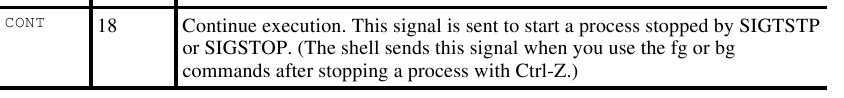 CONT 18 Continue execution. This signal is sent to start a process stopped by SIGTSTP
or SIGSTOP. (The shell sends this signal when you use the fg or bg
commands after stopping a process with Ctrl-Z.)